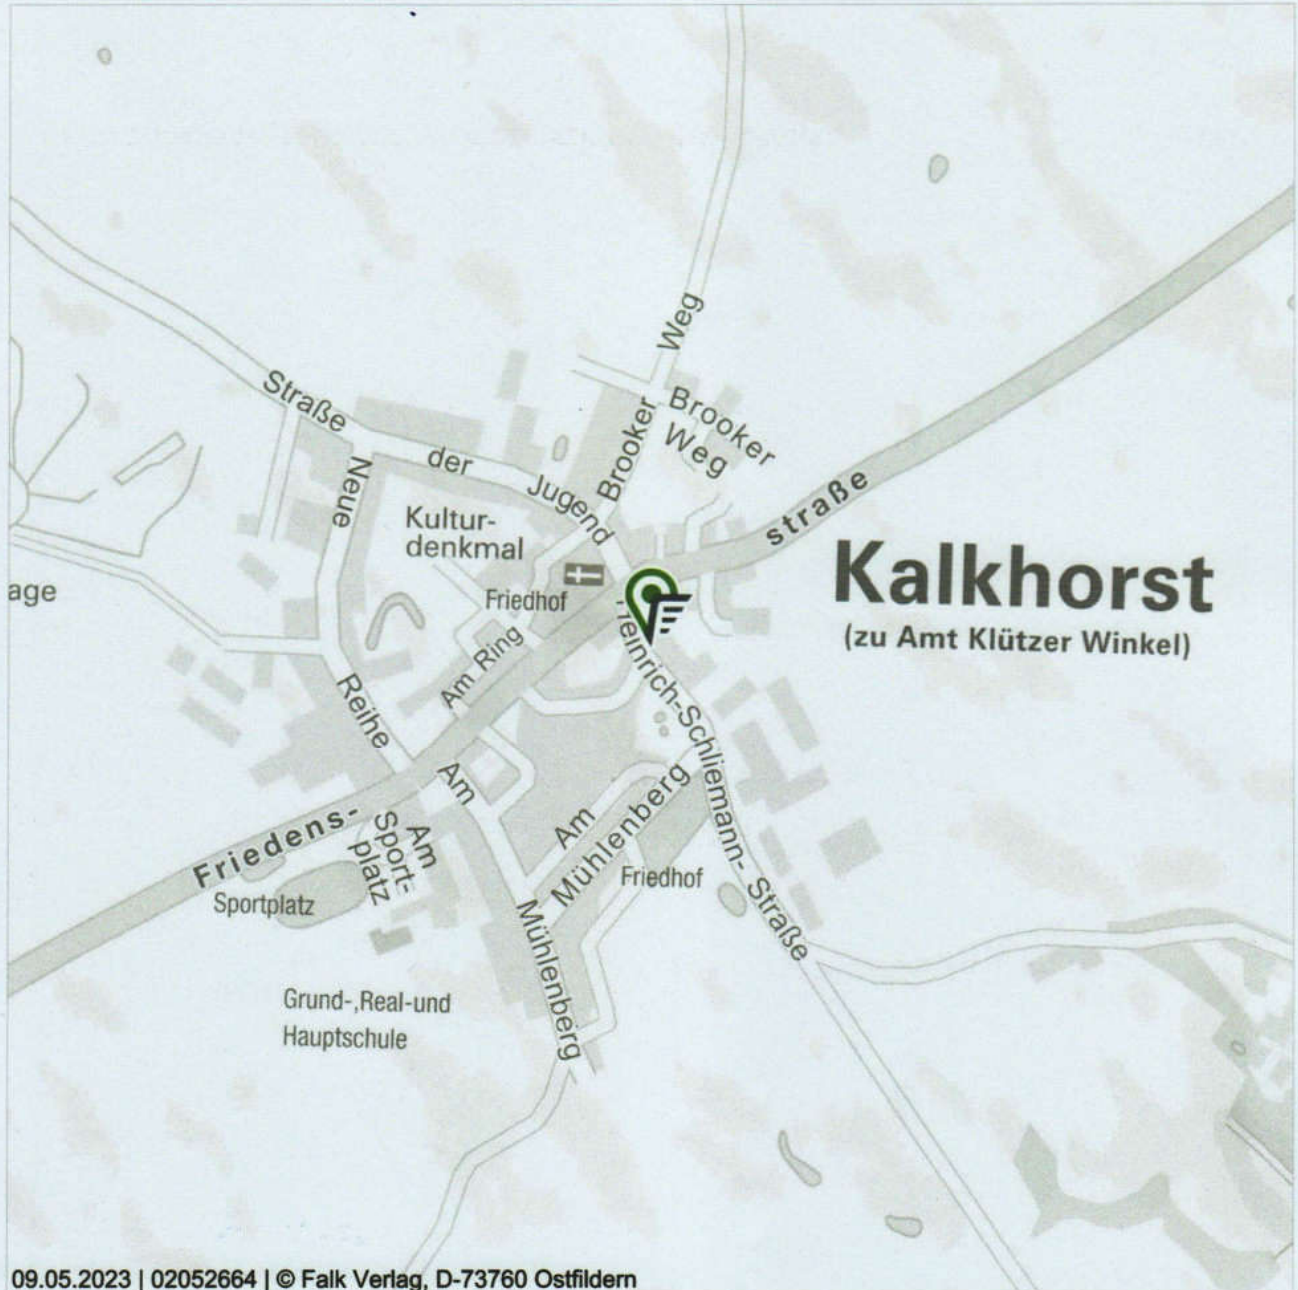 Weg
Straße
Brooker
Weg
Brooker
der
Neue
Jugend
straße
Kultur-
denkmal
Kalkhorst
(zu Amt Klützer Winkel)
age
Friedhof
Am Ring
Heinrich-Schliemann- Straße
Reihe
Am
Mühlenberg
Am
Mühlenberg
Friedens-
Am
Sport-
platz
Friedhof
Sportplatz
Grund-,Real-und
Hauptschule
09.05.2023 | 02052664 | © Falk Verlag, D-73760 Ostfildern